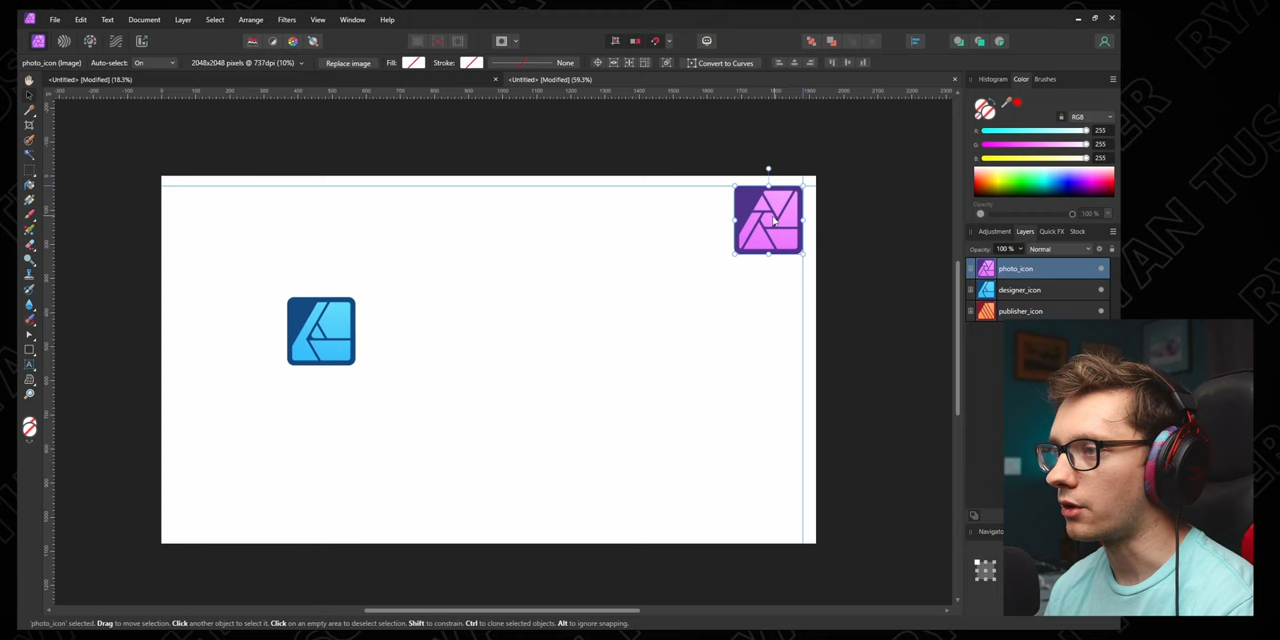 File Edit Text Document Layer Select Arrange Filters View Window Help
photo_icon (Image) Auto-select: On 2048x2048 pixels @ 737dpi (10%) Replace image Fill: Stroke: None Convert to Curves
<Untitled> [Modified] (18.3%) <Untitled> [Modified] (59.3%)
Histogram Color Brushes
RGB
255
255
255
Opacity
100 %
Adjustment Layers Quick FX Stock
Opacity: 100 % Normal
photo_icon
designer_icon
publisher_icon
Navigato
'photo_icon' selected. Drag to move selection. Click another object to select it. Click on an empty area to deselect selection. Shift to constrain. Ctrl to clone selected objects. Alt to ignore snapping.